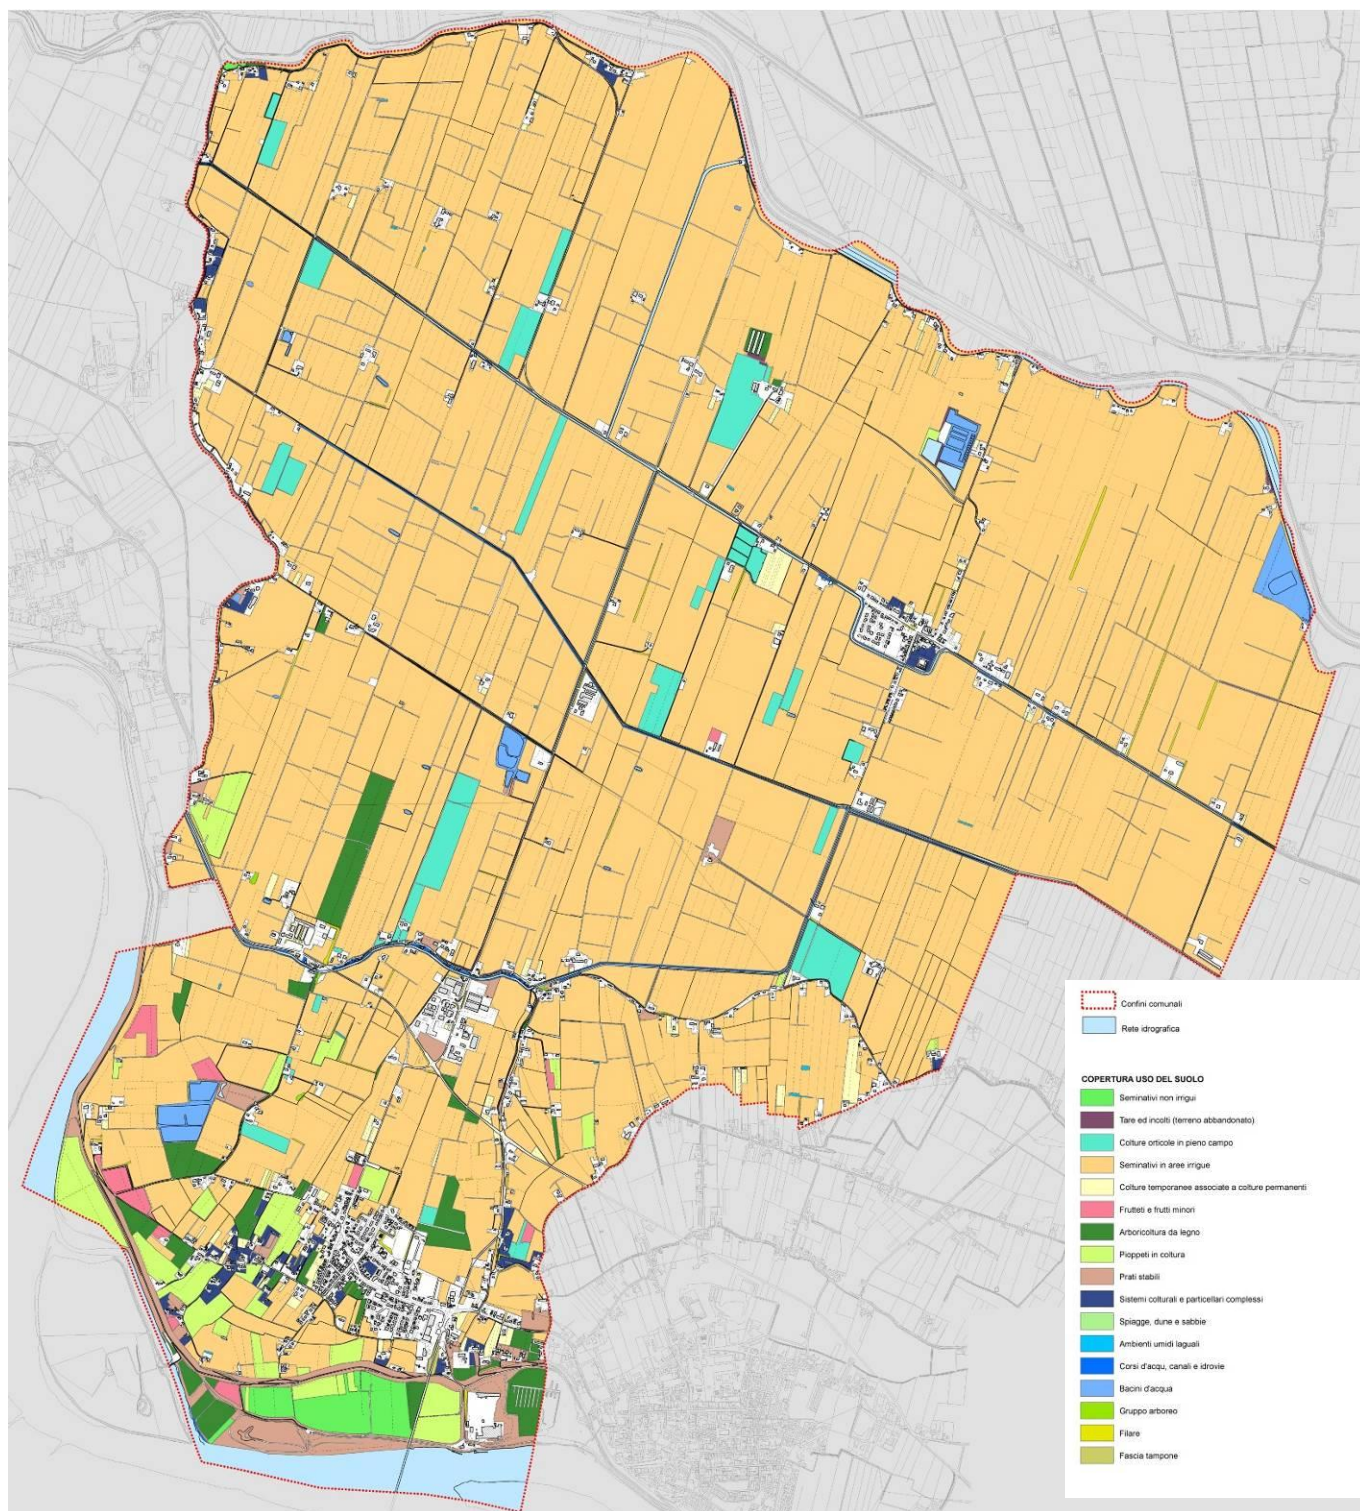 Confini comunali
Rete idrografica
COPERTURA USO DEL SUOLO
Seminativi non irrigui
Tare ed incolti (terreno abbandonato)
Colture orticole in pieno campo
Seminativi in aree irrigue
Colture temporanee associate a colture permanenti
Frutteti e frutti minori
Arboricoltura da legno
Pioppeti in coltura
Prati stabili
Sistemi colturali e particellari complessi
Spiagge, dune e sabbie
Ambienti umidi laguali
Corsi d'acqu, canali e idrovie
Bacini d'acqua
Gruppo arboreo
Filare
Fascia tampone